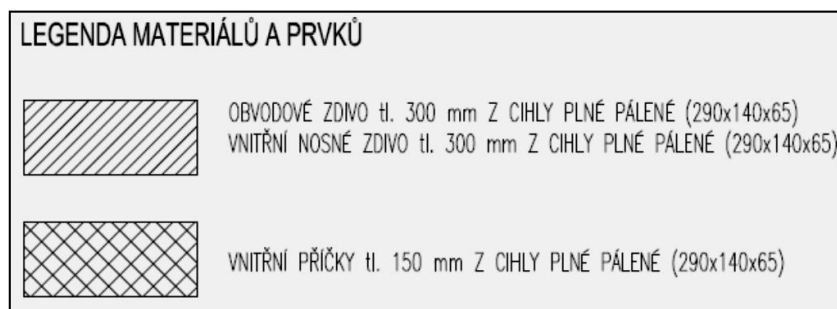 LEGENDA MATERIÁLŮ A PRVKŮ
OBVODOVÉ ZDIVO tl. 300 mm Z CIHLY PLNÉ PÁLENÉ (290x140x65)
VNITŘNÍ NOSNÉ ZDIVO tl. 300 mm Z CIHLY PLNÉ PÁLENÉ (290x140x65)
VNITŘNÍ PŘÍČKY tl. 150 mm Z CIHLY PLNÉ PÁLENÉ (290x140x65)